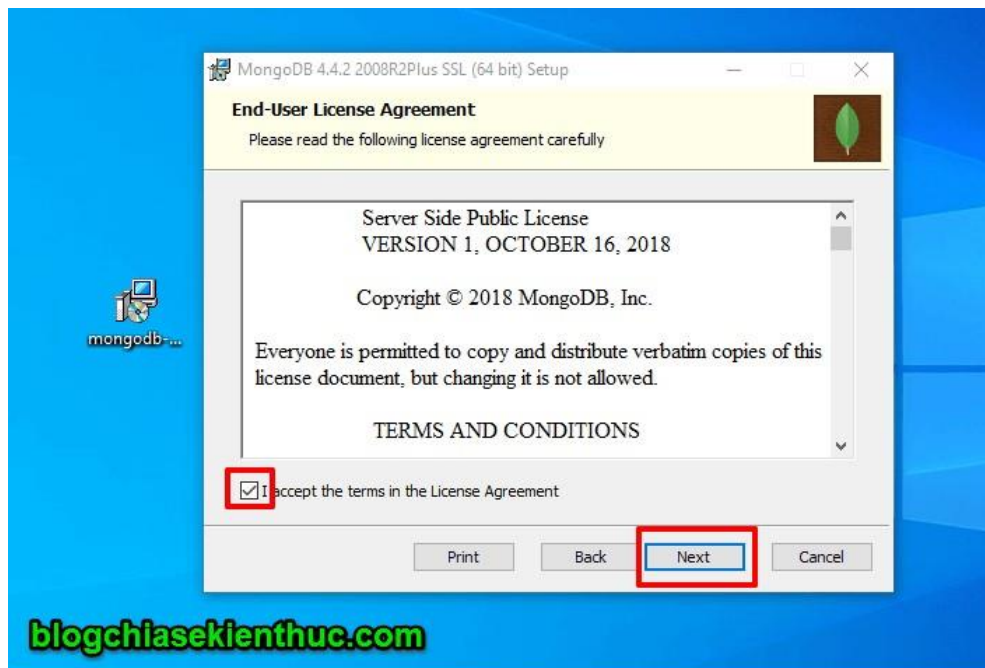 MongoDB 4.4.2 2008R2Plus SSL (64 bit) Setup
End-User License Agreement
Please read the following license agreement carefully
Server Side Public License
VERSION 1, OCTOBER 16, 2018
Copyright © 2018 MongoDB, Inc.
Everyone is permitted to copy and distribute verbatim copies of this
license document, but changing it is not allowed.
TERMS AND CONDITIONS
mongodb-...
I accept the terms in the License Agreement
Print Back Next Cancel
blogchiasekienthuc.com